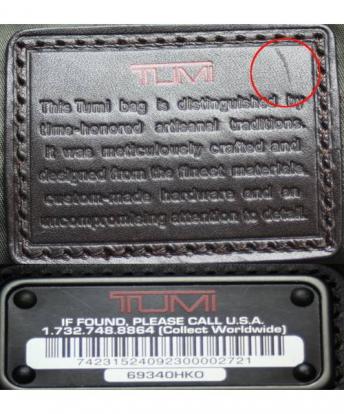 TUMI
This Tumi bag is distinguished by
time-honored artisanal traditions.
It was meticulously crafted and
designed from the finest materials,
custom-made hardware and an
uncompromising attention to detail.
TUMI
IF FOUND, PLEASE CALL U.S.A.
1.732.748.8864 (Collect Worldwide)
74231524092300002721
69340HKO